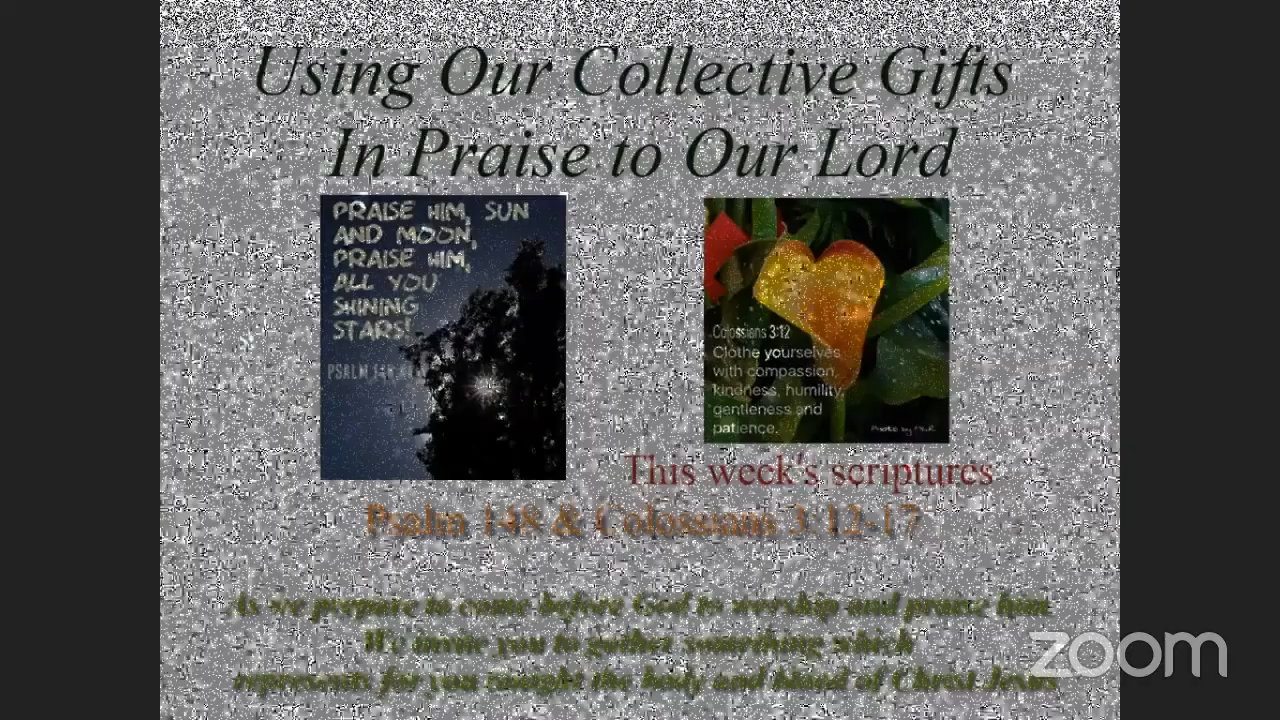 Using Our Collective Gifts
In Praise to Our Lord
PRAISE HIM, SUN
AND MOON,
PRAISE HIM,
ALL YOU
SHINING
STARS!
PSALM
Colossians 3:12
Clothe yourselves
with compassion,
kindness, humility,
gentleness and
patience.
Photo by
This week's scriptures
Psalm 148 & Colossians 3:12-17
As we prepare to come before God to worship and praise him
We invite you to gather something which
represents for you tonight the body and blood of Christ Jesus
zoom